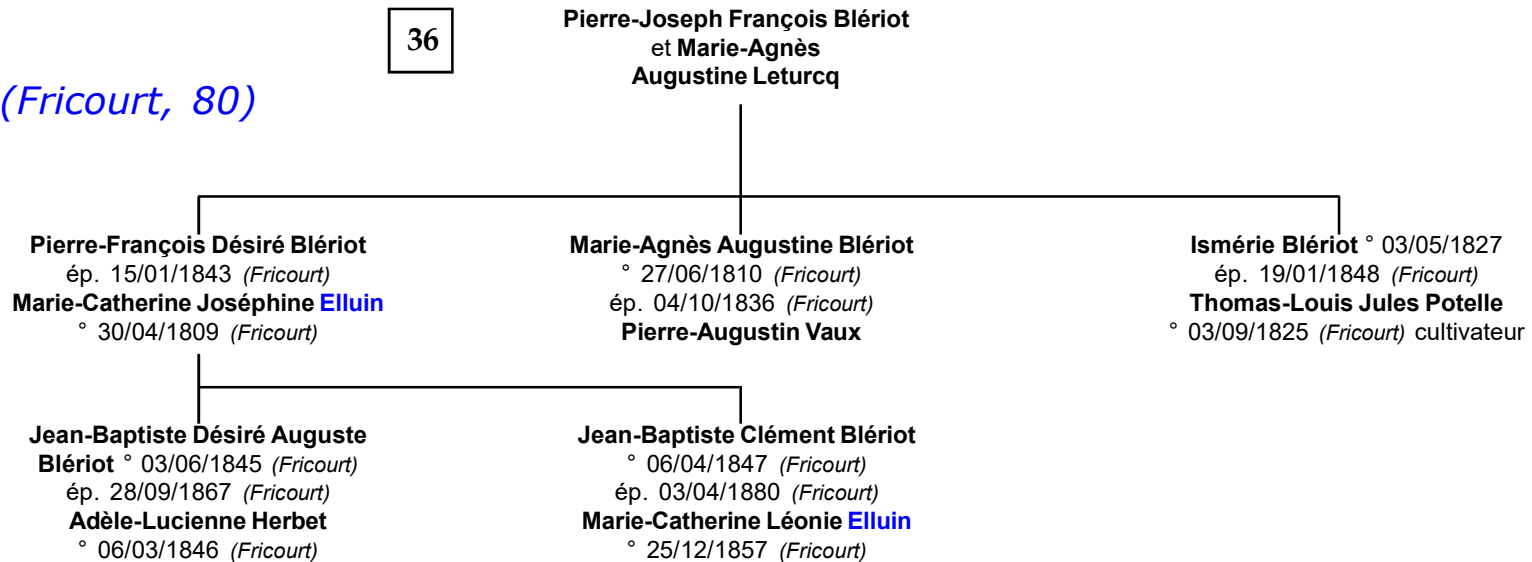 36
Pierre-Joseph François Blériot
et Marie-Agnès
Augustine Leturcq
(Fricourt, 80)
Pierre-François Désiré Blériot
ép. 15/01/1843 (Fricourt)
Marie-Catherine Joséphine Elluin
° 30/04/1809 (Fricourt)
Marie-Agnès Augustine Blériot
° 27/06/1810 (Fricourt)
ép. 04/10/1836 (Fricourt)
Pierre-Augustin Vaux
Ismérie Blériot ° 03/05/1827
ép. 19/01/1848 (Fricourt)
Thomas-Louis Jules Potelle
° 03/09/1825 (Fricourt) cultivateur
Jean-Baptiste Désiré Auguste
Blériot ° 03/06/1845 (Fricourt)
ép. 28/09/1867 (Fricourt)
Adèle-Lucienne Herbet
° 06/03/1846 (Fricourt)
Jean-Baptiste Clément Blériot
° 06/04/1847 (Fricourt)
ép. 03/04/1880 (Fricourt)
Marie-Catherine Léonie Elluin
° 25/12/1857 (Fricourt)